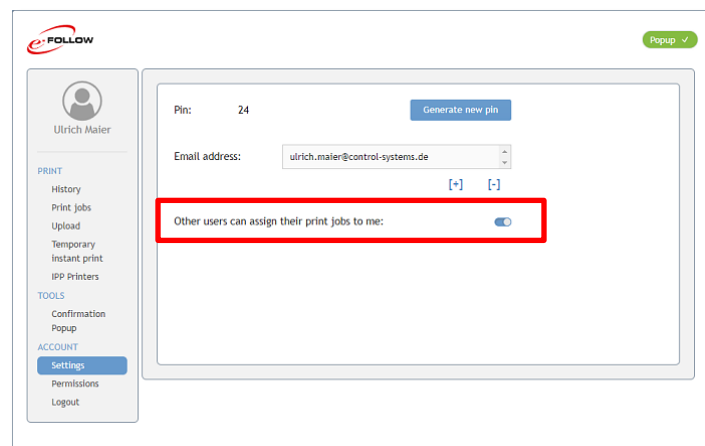 e-FOLLOW
Popup ✓
Ulrich Maier
PRINT
History
Print jobs
Upload
Temporary
instant print
IPP Printers
TOOLS
Confirmation
Popup
ACCOUNT
Settings
Permissions
Logout
Pin: 24 Generate new pin
Email address: ulrich.maier@control-systems.de
[+] [-]
Other users can assign their print jobs to me: